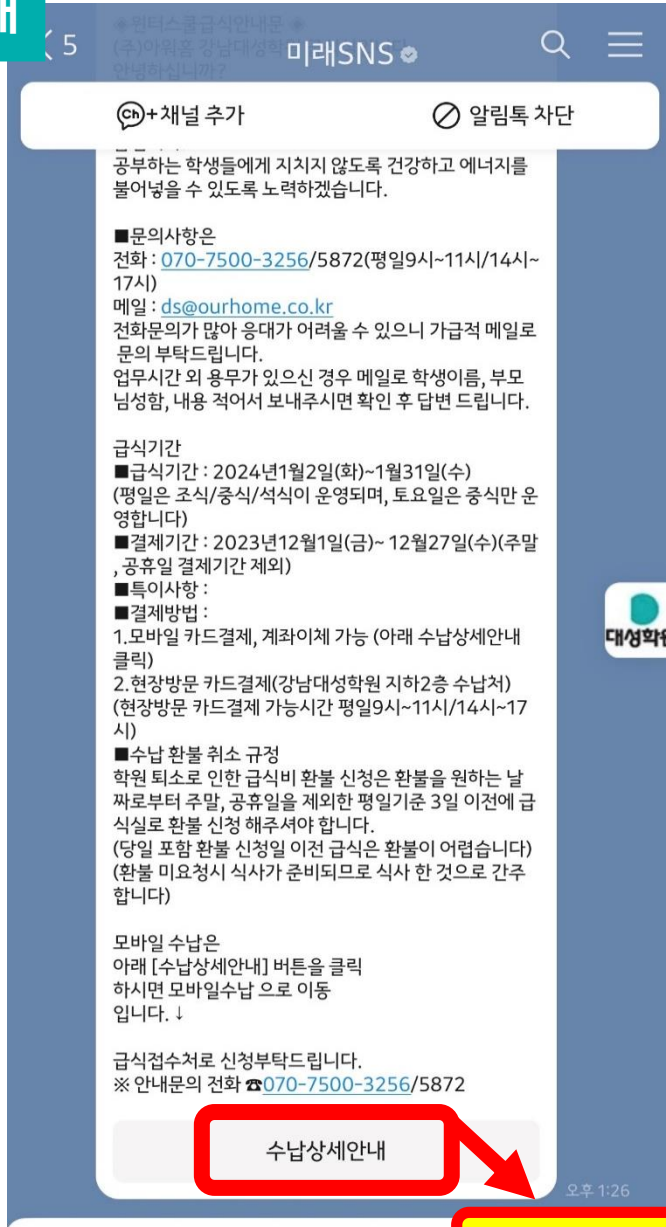 내
5
◈윈터스쿨급식안내문 ◈
(주)아워홈 강남대성학
안녕하십니까?
미래SNS
Ch+채널 추가
알림톡 차단
공부하는 학생들에게 지치지 않도록 건강하고 에너지를
불어넣을 수 있도록 노력하겠습니다.
■문의사항은
전화 : 070-7500-3256/5872(평일9시~11시/14시~
17시)
메일 : ds@ourhome.co.kr
전화문의가 많아 응대가 어려울 수 있으니 가급적 메일로
문의 부탁드립니다.
업무시간 외 용무가 있으신 경우 메일로 학생이름, 부모
님성함, 내용 적어서 보내주시면 확인 후 답변 드립니다.
급식기간
■급식기간 : 2024년1월2일(화)~1월31일(수)
(평일은 조식/중식/석식이 운영되며, 토요일은 중식만 운
영합니다)
■결제기간 : 2023년12월1일(금)~ 12월27일(수)(주말
, 공휴일 결제기간 제외)
■특이사항 :
■결제방법 :
1.모바일 카드결제, 계좌이체 가능 (아래 수납상세안내
클릭)
2.현장방문 카드결제(강남대성학원 지하2층 수납처)
(현장방문 카드결제 가능시간 평일9시~11시/14시~17
시)
■수납 환불 취소 규정
학원 퇴소로 인한 급식비 환불 신청은 환불을 원하는 날
짜로부터 주말, 공휴일을 제외한 평일기준 3일 이전에 급
식실로 환불 신청 해주셔야 합니다.
(당일 포함 환불 신청일 이전 급식은 환불이 어렵습니다)
(환불 미요청시 식사가 준비되므로 식사 한 것으로 간주
합니다)
모바일 수납은
아래 [수납상세안내] 버튼을 클릭
하시면 모바일수납 으로 이동
입니다. ↓
급식접수처로 신청부탁드립니다.
※ 안내문의 전화 ☎070-7500-3256/5872
수납상세안내
오후 1:26
대성학원